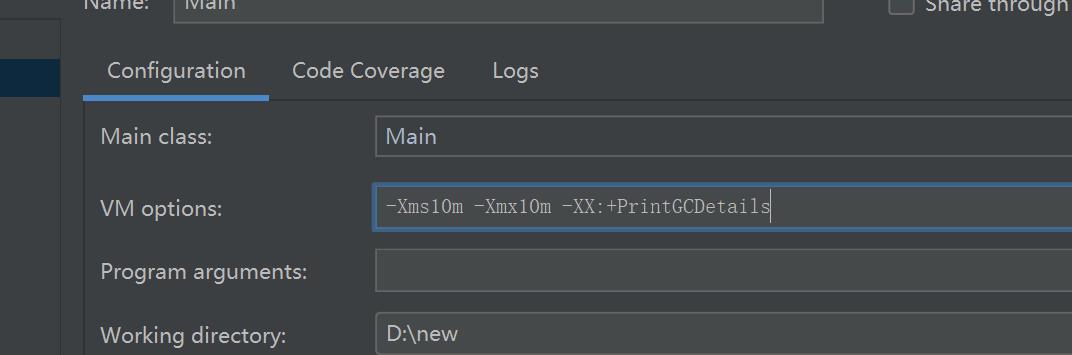 Name: Main Share through
Configuration Code Coverage Logs
Main class: Main
VM options: -Xms10m -Xmx10m -XX:+PrintGCDetails
Program arguments:
Working directory: D:\new